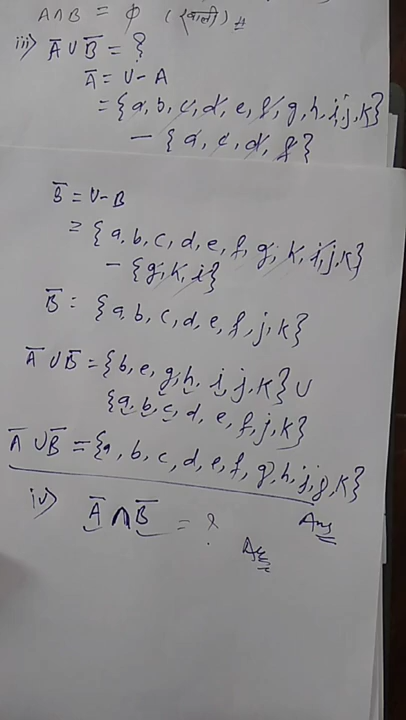 A∩B = ϕ (खाली) #
iii) A̅ ∪ B̅ = ?
A̅ = U - A
= {a, b, c, d, e, f, g, h, i, j, k}
- {a, c, d, f}
B̅ = U - B
= {a, b, c, d, e, f, g, h, i, j, k}
- {g, h, i}
B̅ = {a, b, c, d, e, f, j, k}
A̅ ∪ B̅ = {b, e, g, h, i, j, k} ∪
{a, b, c, d, e, f, j, k}
A̅ ∪ B̅ = {a, b, c, d, e, f, g, h, i, j, k}
Ans
iv) A̅ ∩ B̅ = ?